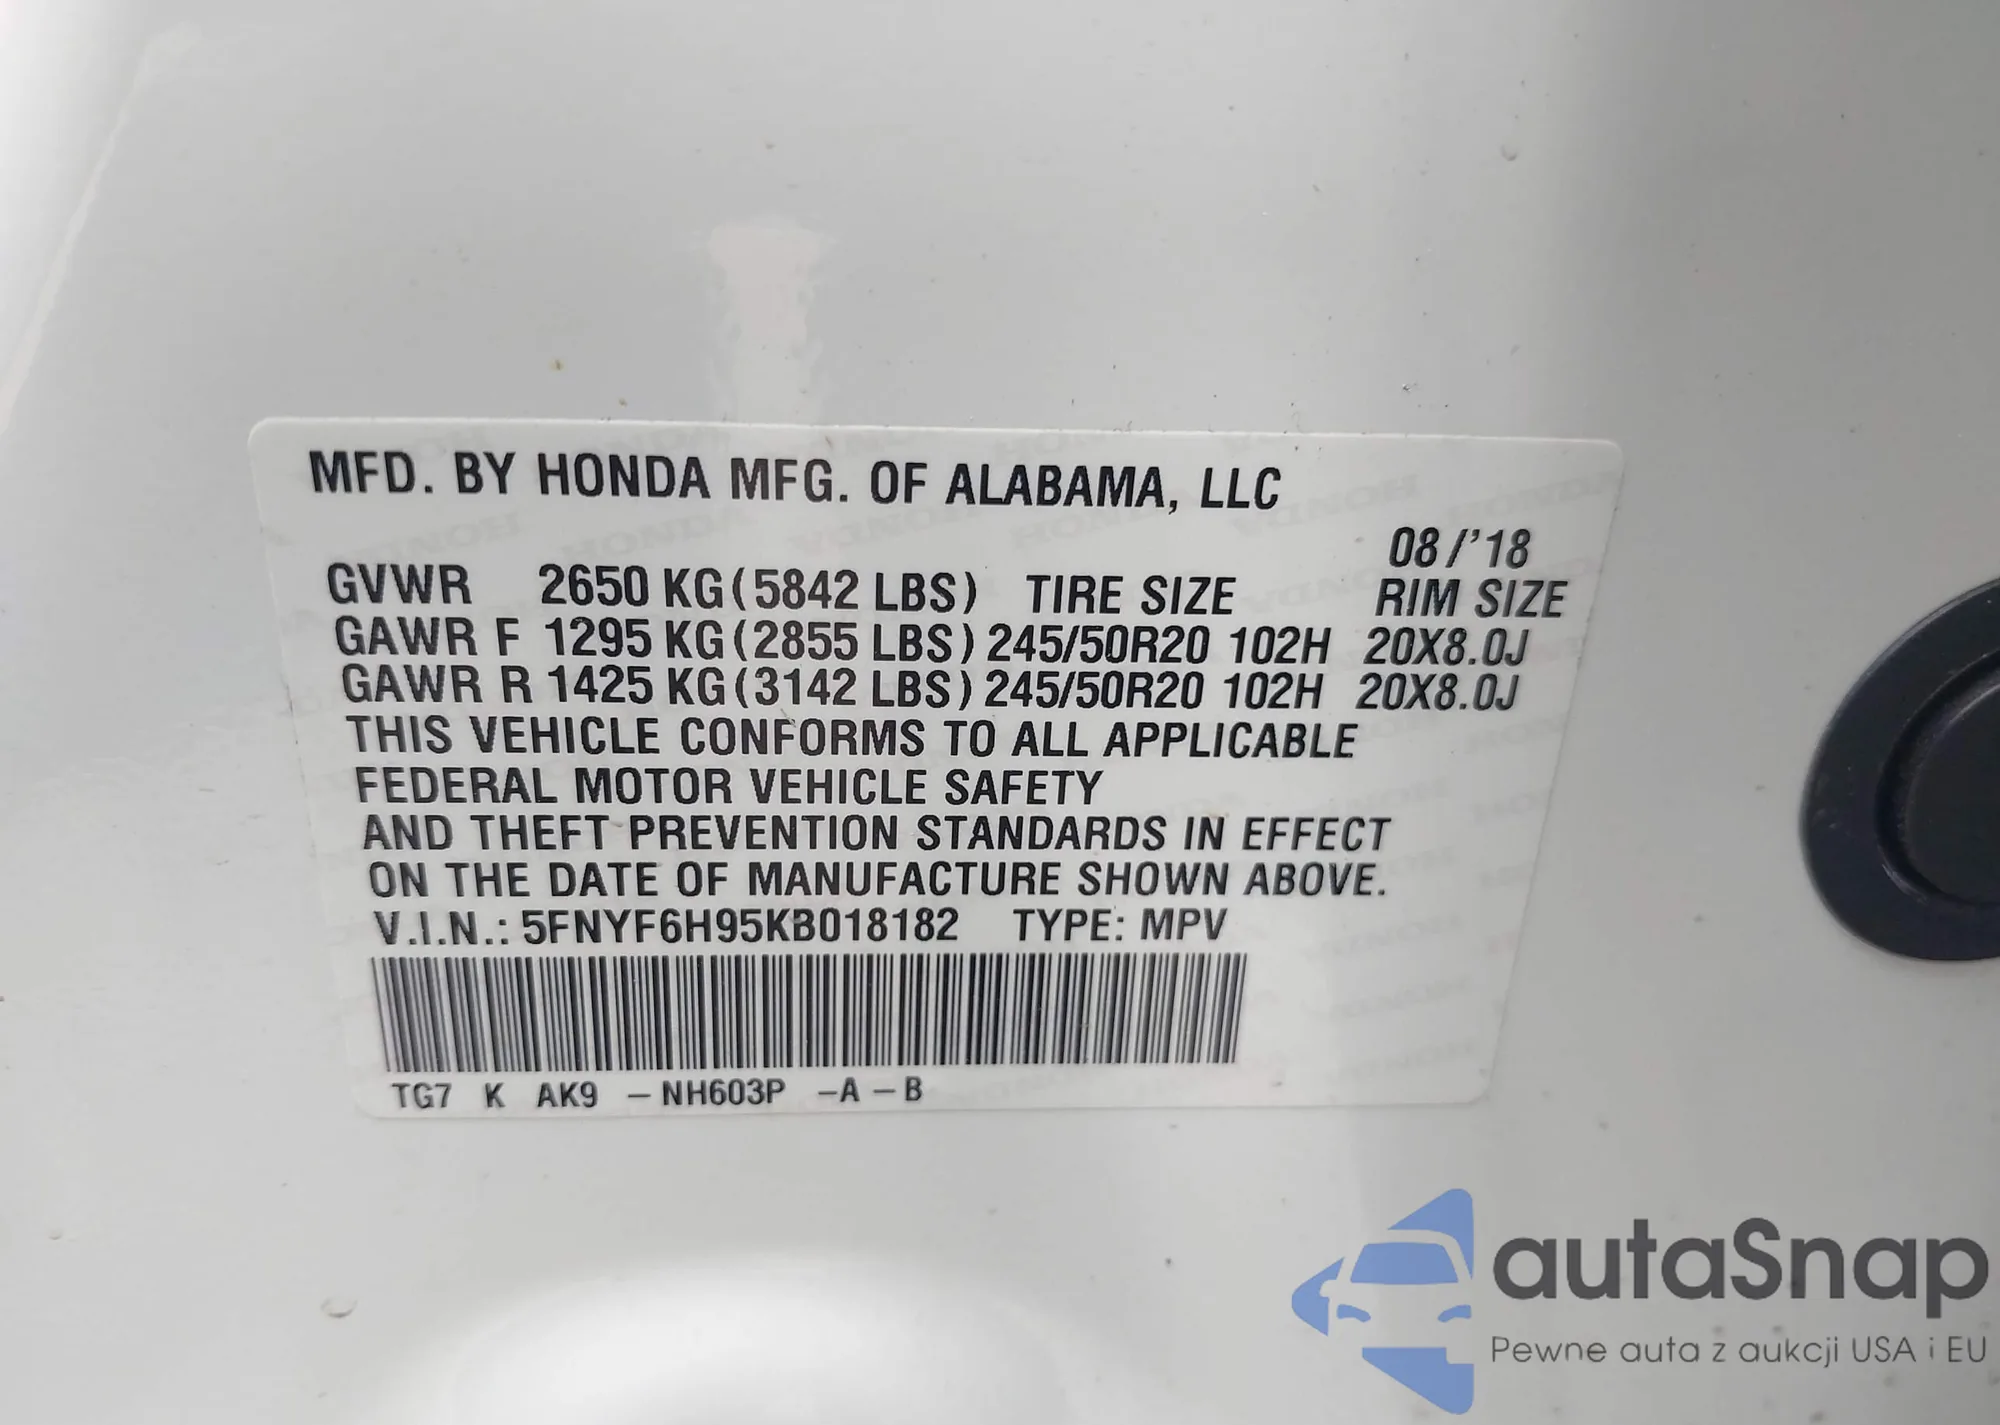 MFD. BY HONDA MFG. OF ALABAMA, LLC
08/'18
GVWR 2650 KG(5842 LBS) TIRE SIZE RIM SIZE
GAWR F 1295 KG(2855 LBS) 245/50R20 102H 20X8.0J
GAWR R 1425 KG(3142 LBS) 245/50R20 102H 20X8.0J
THIS VEHICLE CONFORMS TO ALL APPLICABLE
FEDERAL MOTOR VEHICLE SAFETY
AND THEFT PREVENTION STANDARDS IN EFFECT
ON THE DATE OF MANUFACTURE SHOWN ABOVE.
V.I.N.: 5FNYF6H95KB018182 TYPE: MPV
TG7 K AK9 -NH603P -A-B
autaSnap
Pewne auta z aukcji USA i EU